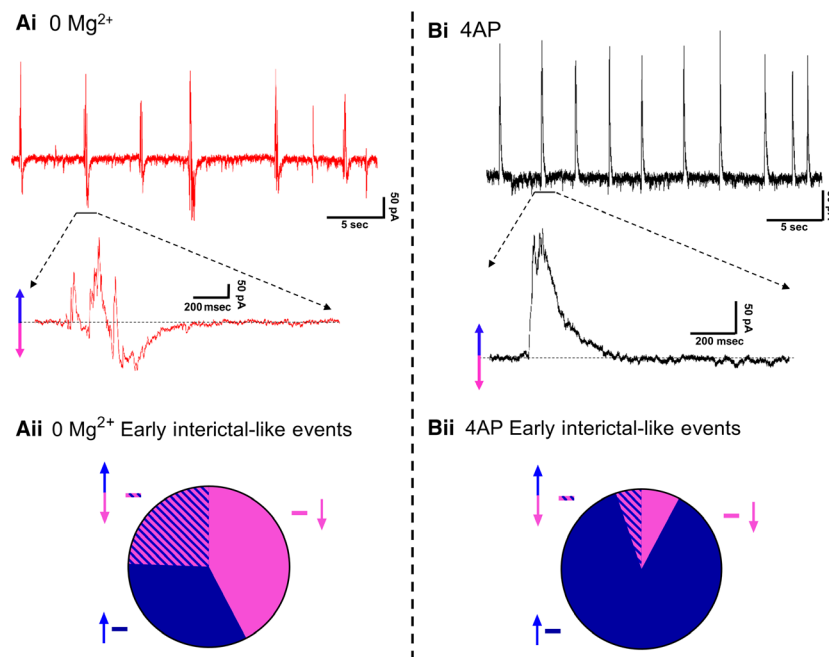 Ai 0 Mg²⁺
50 pA
5 sec
50 pA
200 msec
Aii 0 Mg²⁺ Early interictal-like events
Bi 4AP
5 sec
50 pA
200 msec
Bii 4AP Early interictal-like events